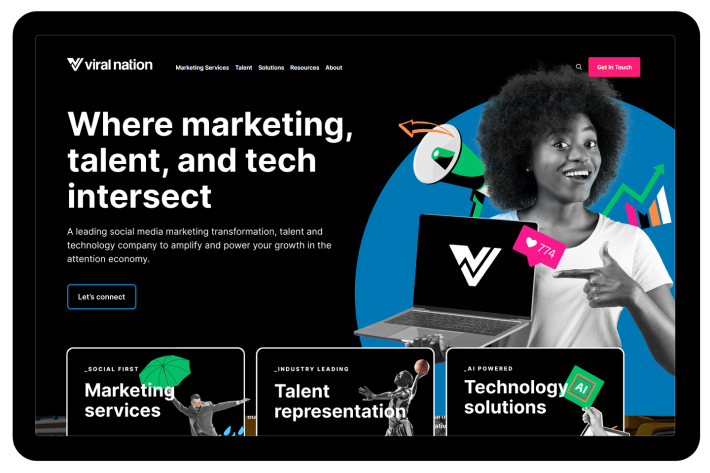 viral nation
Marketing Services Talent Solutions Resources About
Get In Touch
Where marketing,
talent, and tech
intersect
A leading social media marketing transformation, talent and
technology company to amplify and power your growth in the
attention economy.
Let's connect
774
_SOCIAL FIRST
Marketing
services
_INDUSTRY LEADING
Talent
representation
_AI POWERED
Technology
solutions
AI